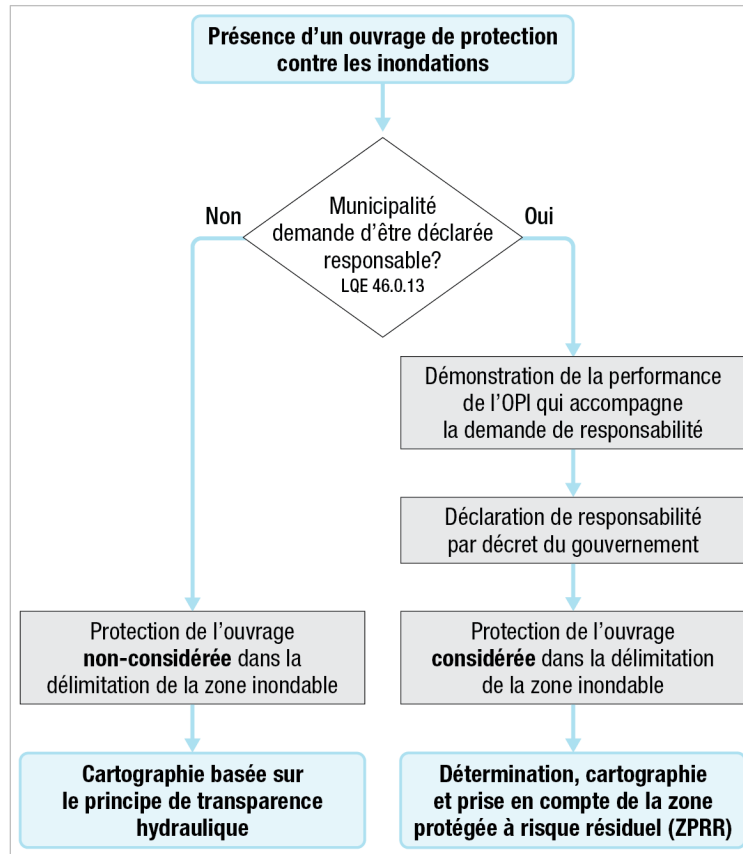 Présence d'un ouvrage de protection
contre les inondations
Non
Municipalité
demande d'être déclarée
responsable?
LQE 46.0.13
Oui
Démonstration de la performance
de l'OPI qui accompagne
la demande de responsabilité
Déclaration de responsabilité
par décret du gouvernement
Protection de l'ouvrage
non-considérée dans la
délimitation de la zone inondable
Protection de l'ouvrage
considérée dans la délimitation
de la zone inondable
Cartographie basée sur
le principe de transparence
hydraulique
Détermination, cartographie
et prise en compte de la zone
protégée à risque résiduel (ZPRR)